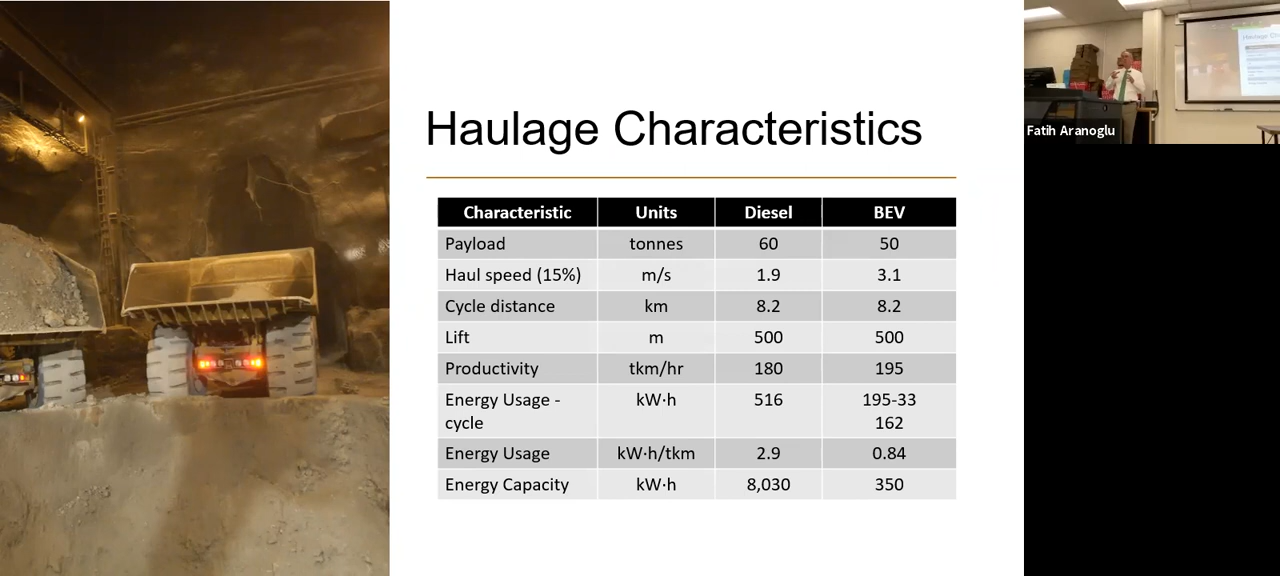 Haulage Characteristics
Characteristic Units Diesel BEV
Payload tonnes 60 50
Haul speed (15%) m/s 1.9 3.1
Cycle distance km 8.2 8.2
Lift m 500 500
Productivity tkm/hr 180 195
Energy Usage - kW·h 516 195-33
cycle 162
Energy Usage kW·h/tkm 2.9 0.84
Energy Capacity kW·h 8,030 350
Fatih Aranoglu